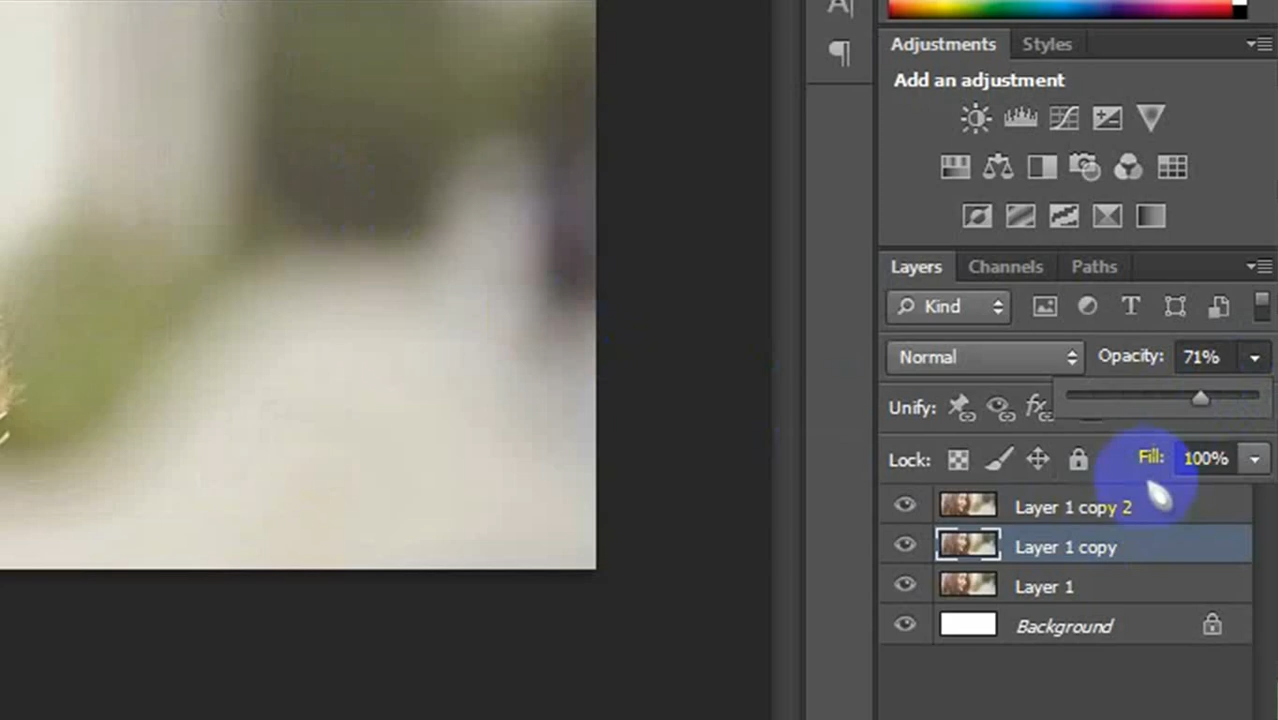 A|
Adjustments Styles
Add an adjustment
Layers Channels Paths
Kind T
Normal Opacity: 71%
Unify: fx
Lock: Fill: 100%
Layer 1 copy 2
Layer 1 copy
Layer 1
Background